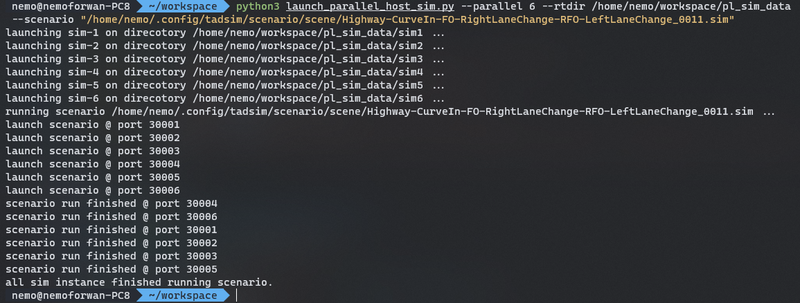 nemo@nemoforwan-PC8 ~/workspace python3 launch_parallel_host_sim.py --parallel 6 --rtdir /home/nemo/workspace/pl_sim_data
--scenario "/home/nemo/.config/tadsim/scenario/scene/Highway-CurveIn-FO-RightLaneChange-RFO-LeftLaneChange_0011.sim"
launching sim-1 on direcotory /home/nemo/workspace/pl_sim_data/sim1 ...
launching sim-2 on direcotory /home/nemo/workspace/pl_sim_data/sim2 ...
launching sim-3 on direcotory /home/nemo/workspace/pl_sim_data/sim3 ...
launching sim-4 on direcotory /home/nemo/workspace/pl_sim_data/sim4 ...
launching sim-5 on direcotory /home/nemo/workspace/pl_sim_data/sim5 ...
launching sim-6 on direcotory /home/nemo/workspace/pl_sim_data/sim6 ...
running scenario /home/nemo/.config/tadsim/scenario/scene/Highway-CurveIn-FO-RightLaneChange-RFO-LeftLaneChange_0011.sim ...
launch scenario @ port 30001
launch scenario @ port 30002
launch scenario @ port 30003
launch scenario @ port 30004
launch scenario @ port 30005
launch scenario @ port 30006
scenario run finished @ port 30004
scenario run finished @ port 30006
scenario run finished @ port 30001
scenario run finished @ port 30002
scenario run finished @ port 30003
scenario run finished @ port 30005
all sim instance finished running scenario.
nemo@nemoforwan-PC8 ~/workspace